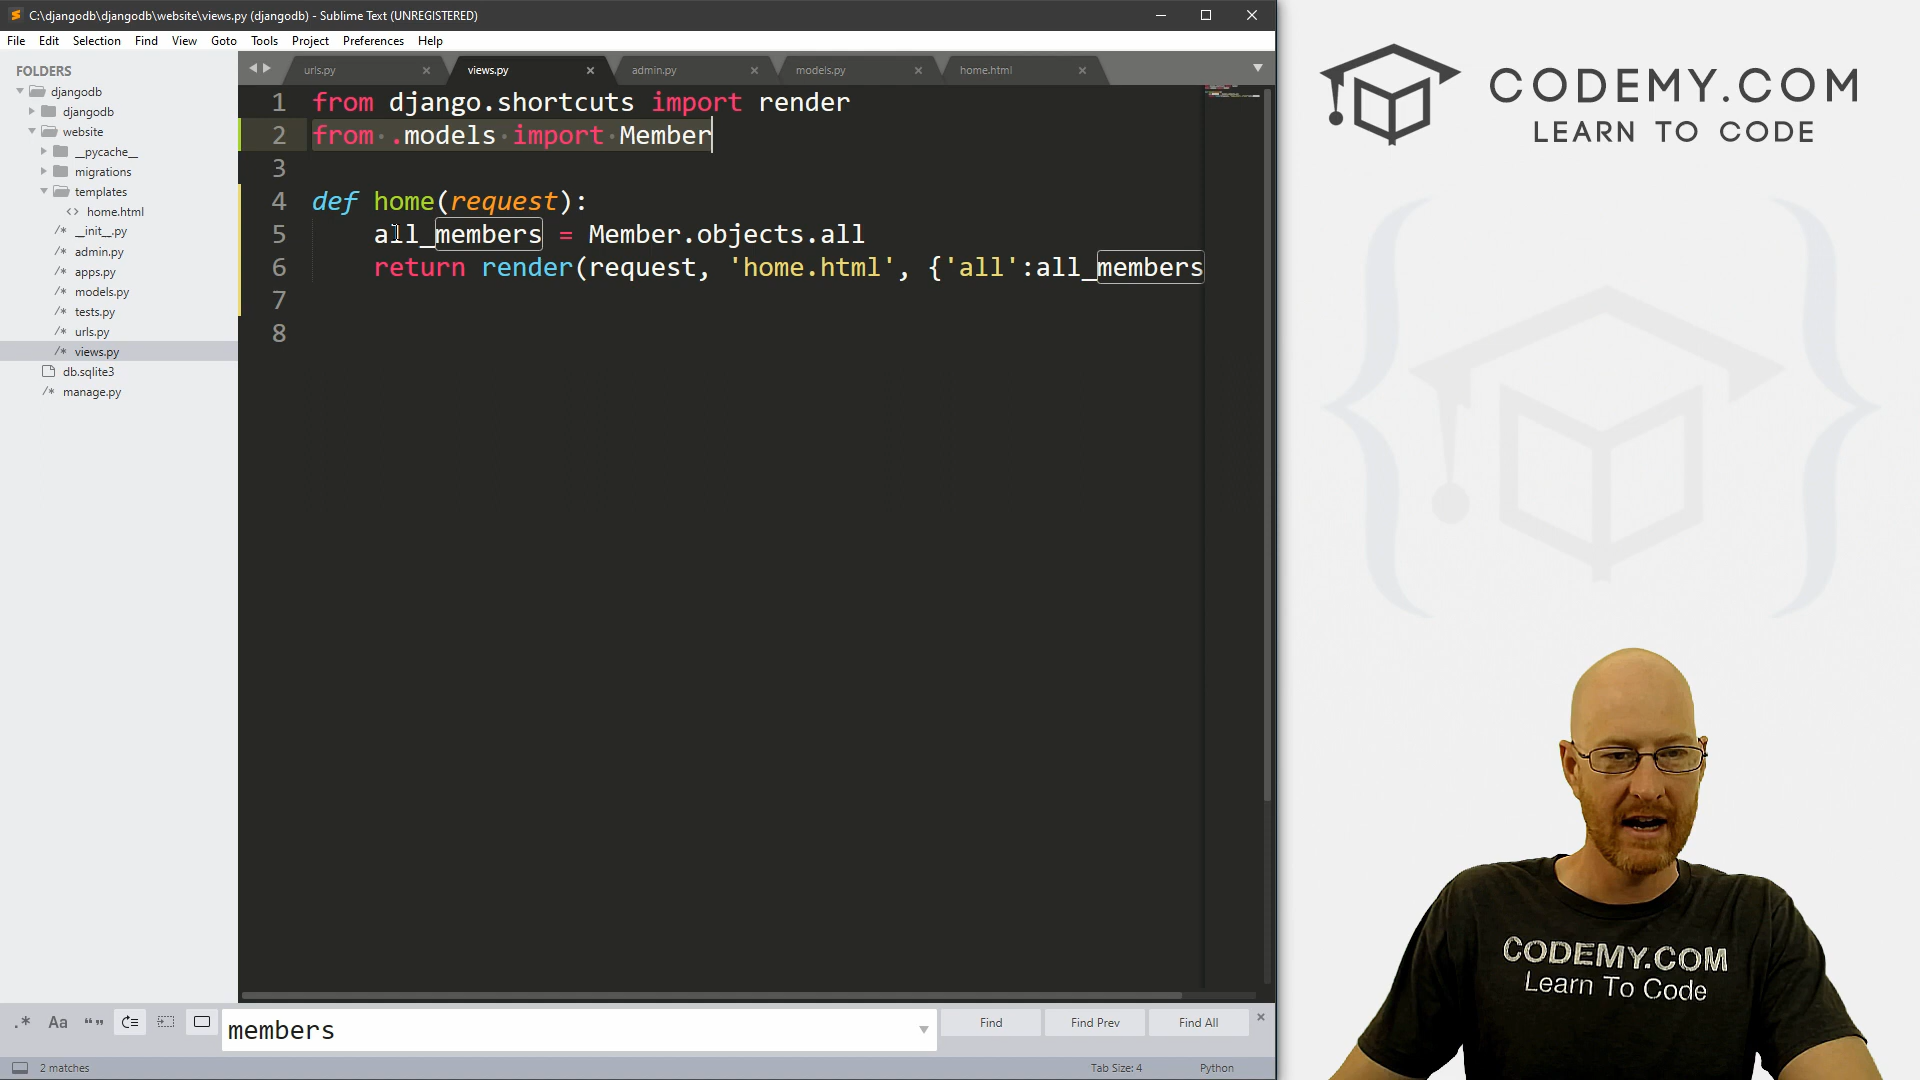 C:\djangodb\djangodb\website\views.py (djangodb) - Sublime Text (UNREGISTERED)
File Edit Selection Find View Goto Tools Project Preferences Help
FOLDERS
djangodb
djangodb
website
__pycache__
migrations
templates
<> home.html
/* __init__.py
/* admin.py
/* apps.py
/* models.py
/* tests.py
/* urls.py
/* views.py
db.sqlite3
/* manage.py
urls.py views.py admin.py models.py home.html
1 from django.shortcuts import render
2 from .models import Member
3
4 def home(request):
5 all_members = Member.objects.all
6 return render(request, 'home.html', {'all':all_members
7
8
.* Aa “” members Find Find Prev Find All
2 matches Tab Size: 4 Python
CODEMY.COM
LEARN TO CODE
CODEMY.COM
Learn To Code